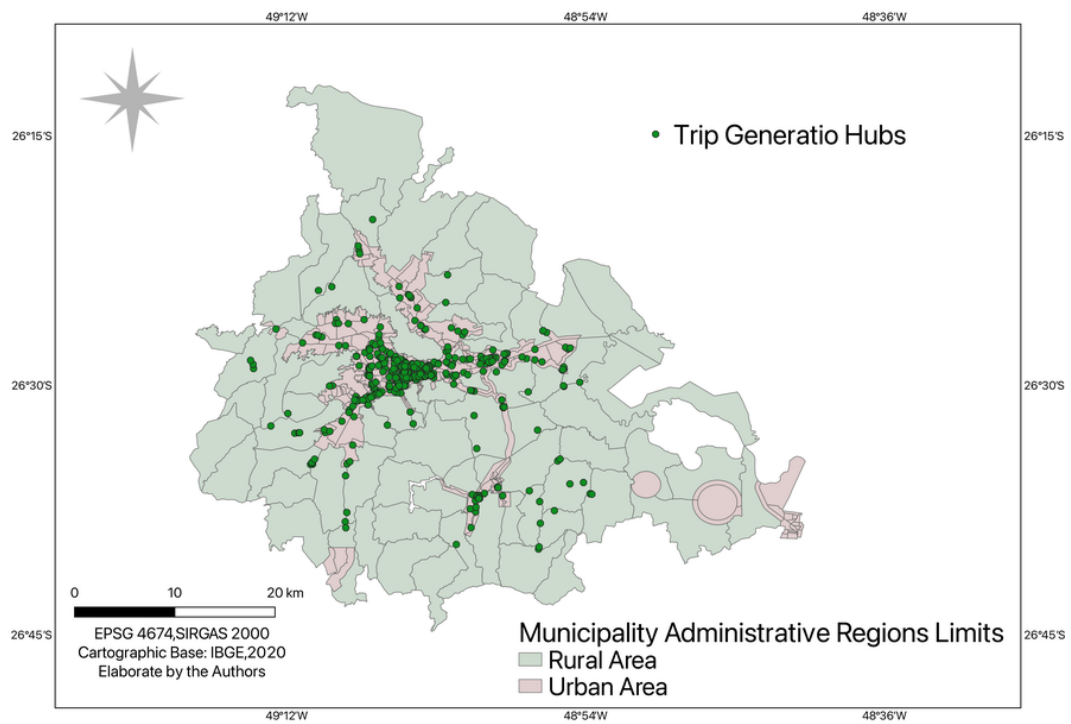 49°12'W 48°54'W 48°36'W
26°15'S 26°15'S
Trip Generatio Hubs
26°30'S 26°30'S
0 10 20 km
EPSG 4674,SIRGAS 2000
Cartographic Base: IBGE,2020
Elaborate by the Authors
26°45'S 26°45'S
Municipality Administrative Regions Limits
Rural Area
Urban Area
49°12'W 48°54'W 48°36'W